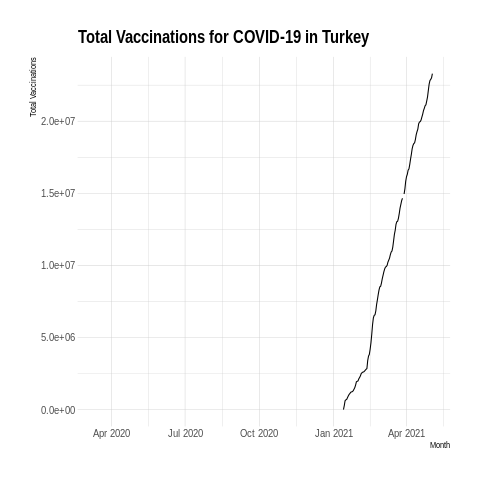 Total Vaccinations for COVID-19 in Turkey
Total Vaccinations
2.0e+07
1.5e+07
1.0e+07
5.0e+06
0.0e+00
Apr 2020 Jul 2020 Oct 2020 Jan 2021 Apr 2021
Month